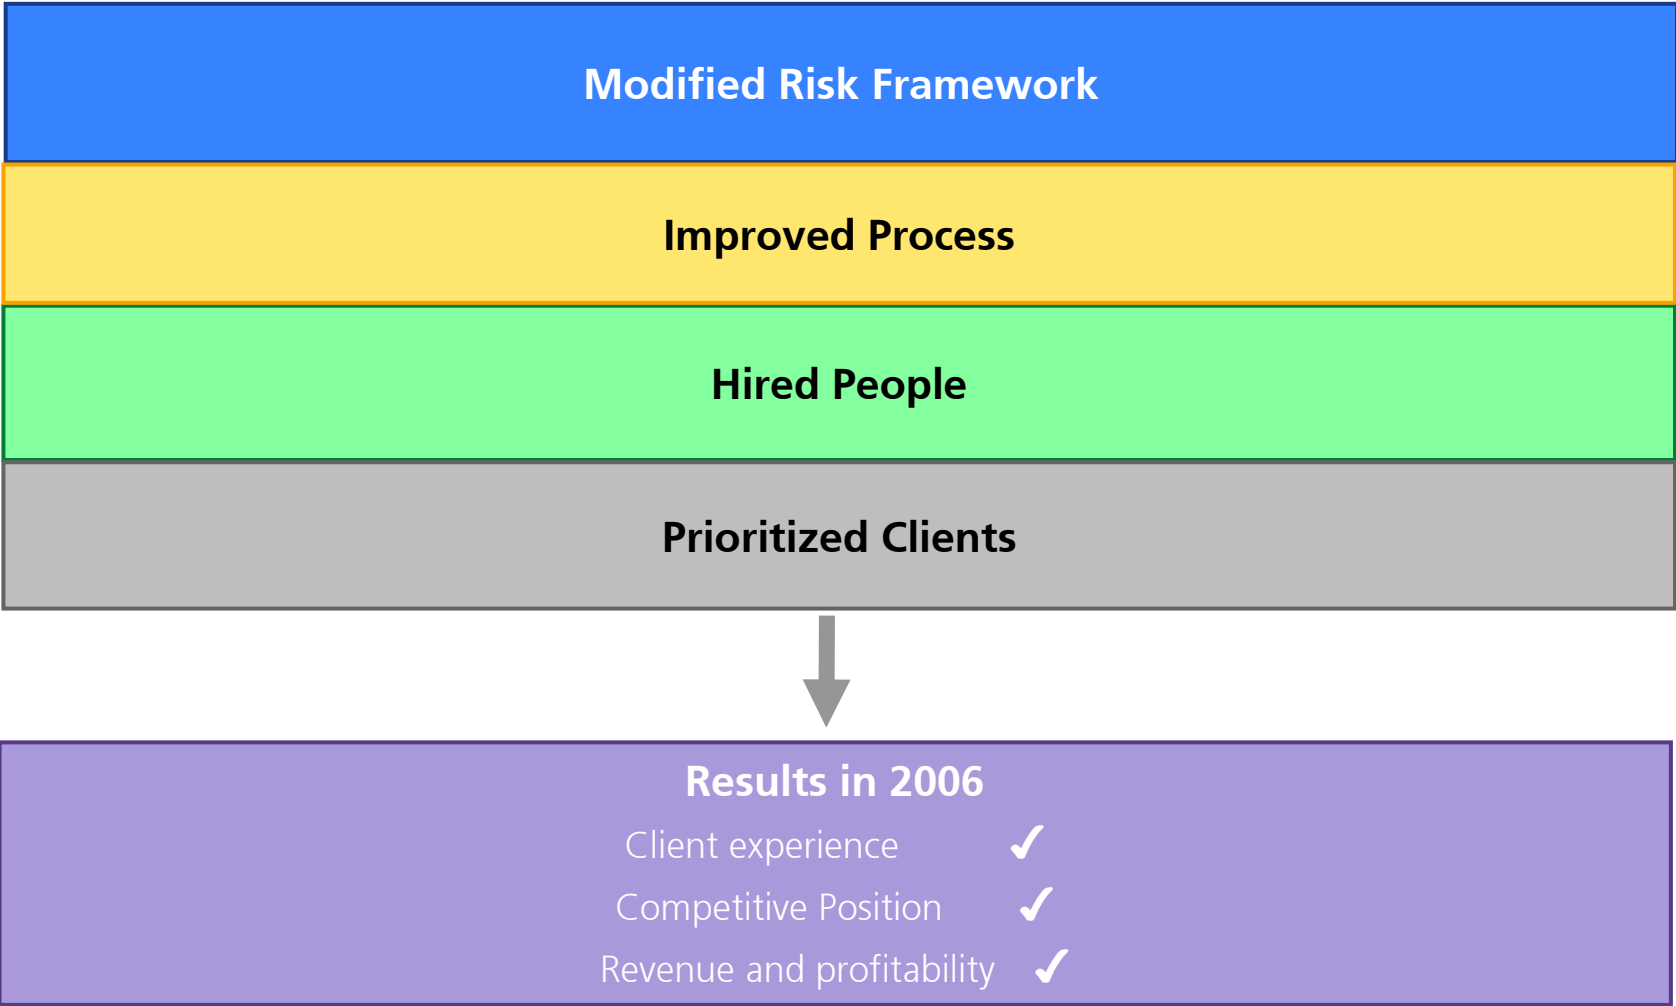 Modified Risk Framework
Improved Process
Hired People
Prioritized Clients
Results in 2006
Client experience ✓
Competitive Position ✓
Revenue and profitability ✓